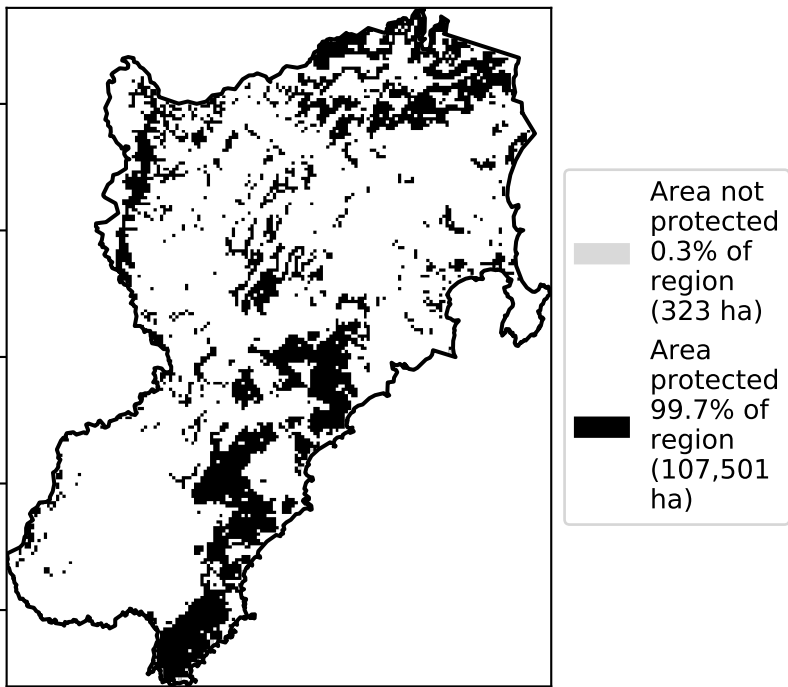 Area not
protected
0.3% of
region
(323 ha)
Area
protected
99.7% of
region
(107,501
ha)